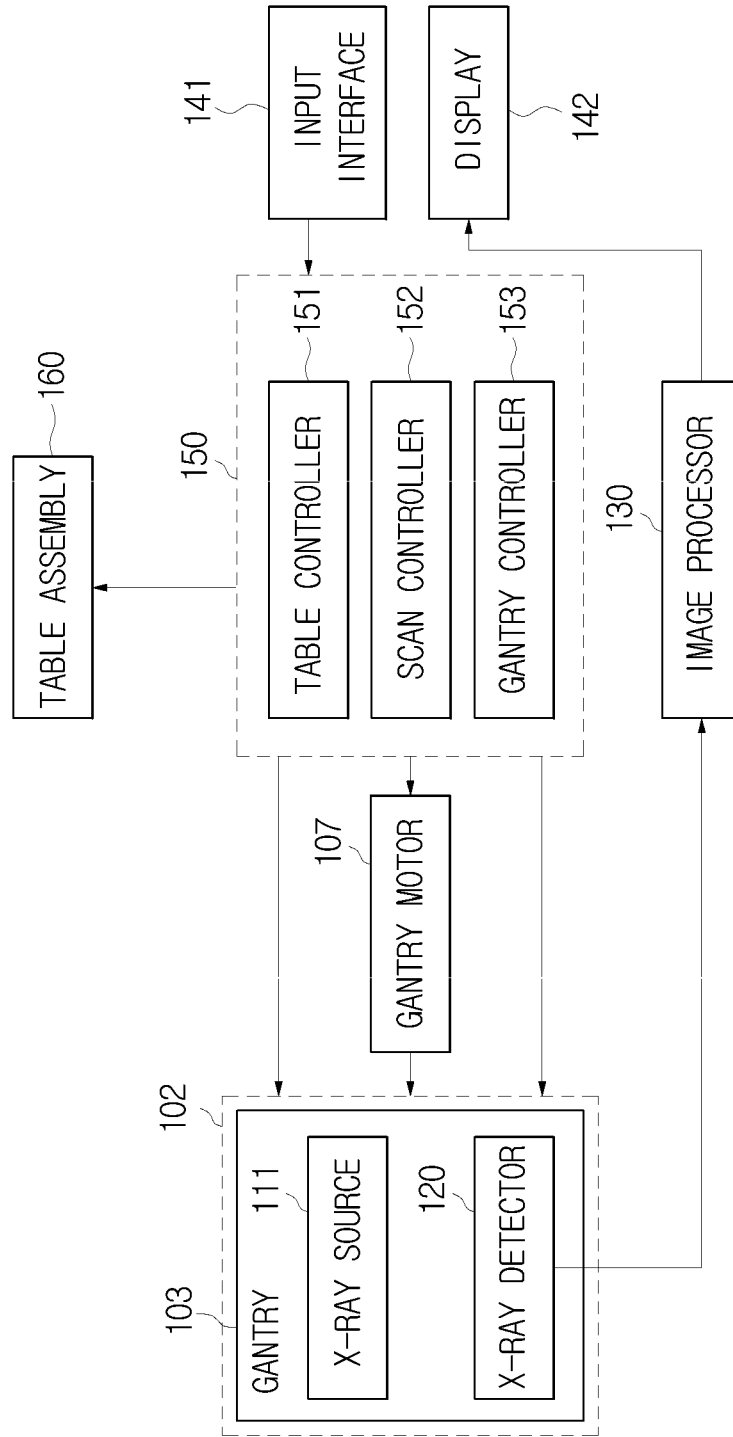 160
TABLE ASSEMBLY
102
103
GANTRY
111
X-RAY SOURCE
120
X-RAY DETECTOR
107
GANTRY MOTOR
150
TABLE CONTROLLER
151
SCAN CONTROLLER
152
GANTRY CONTROLLER
153
141
INPUT
INTERFACE
DISPLAY
142
130
IMAGE PROCESSOR